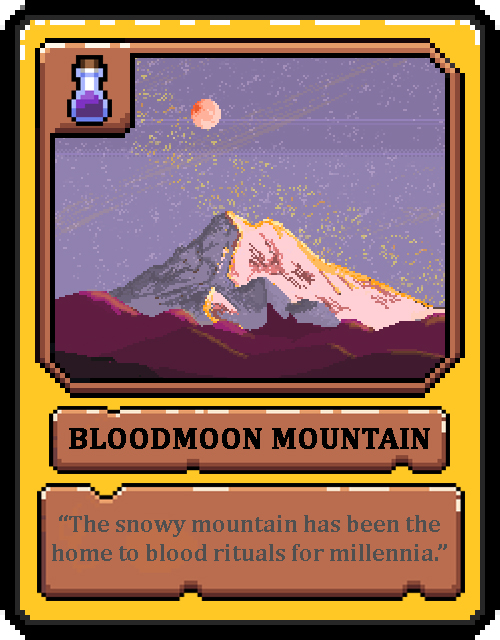 BLOODMOON MOUNTAIN
“The snowy mountain has been the
home to blood rituals for millennia.”